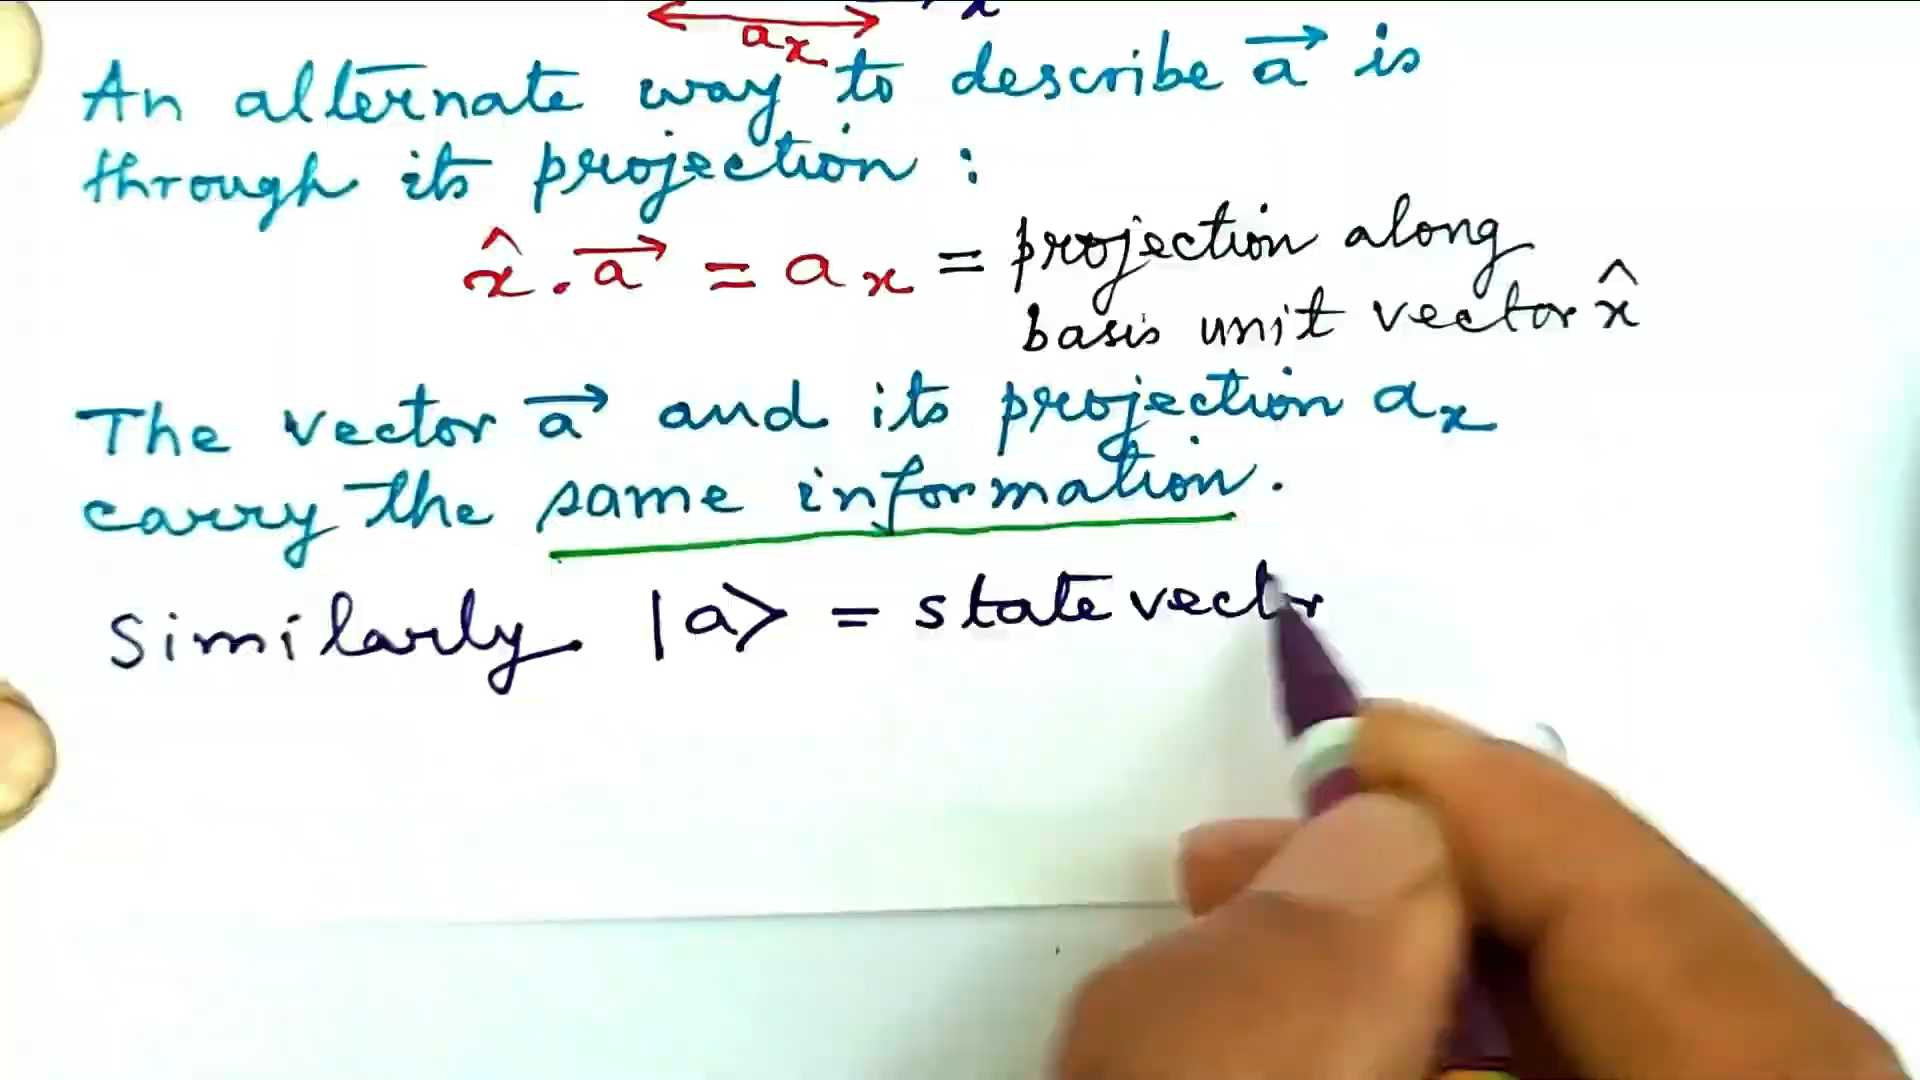 aₓ x
An alternate way to describe a⃗ is
through its projection :
x̂ . a⃗ = aₓ = projection along
basis unit vector x̂
The vector a⃗ and its projection aₓ
carry the same information.
Similarly |a> = state vector